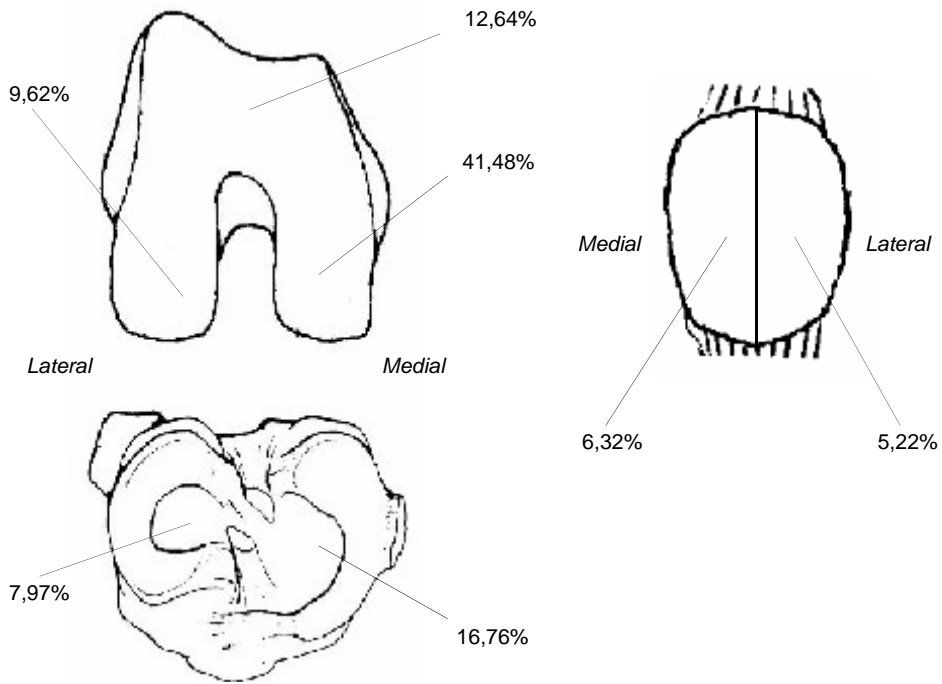 12,64%
9,62%
41,48%
Medial
Lateral
Lateral
Medial
6,32%
5,22%
7,97%
16,76%